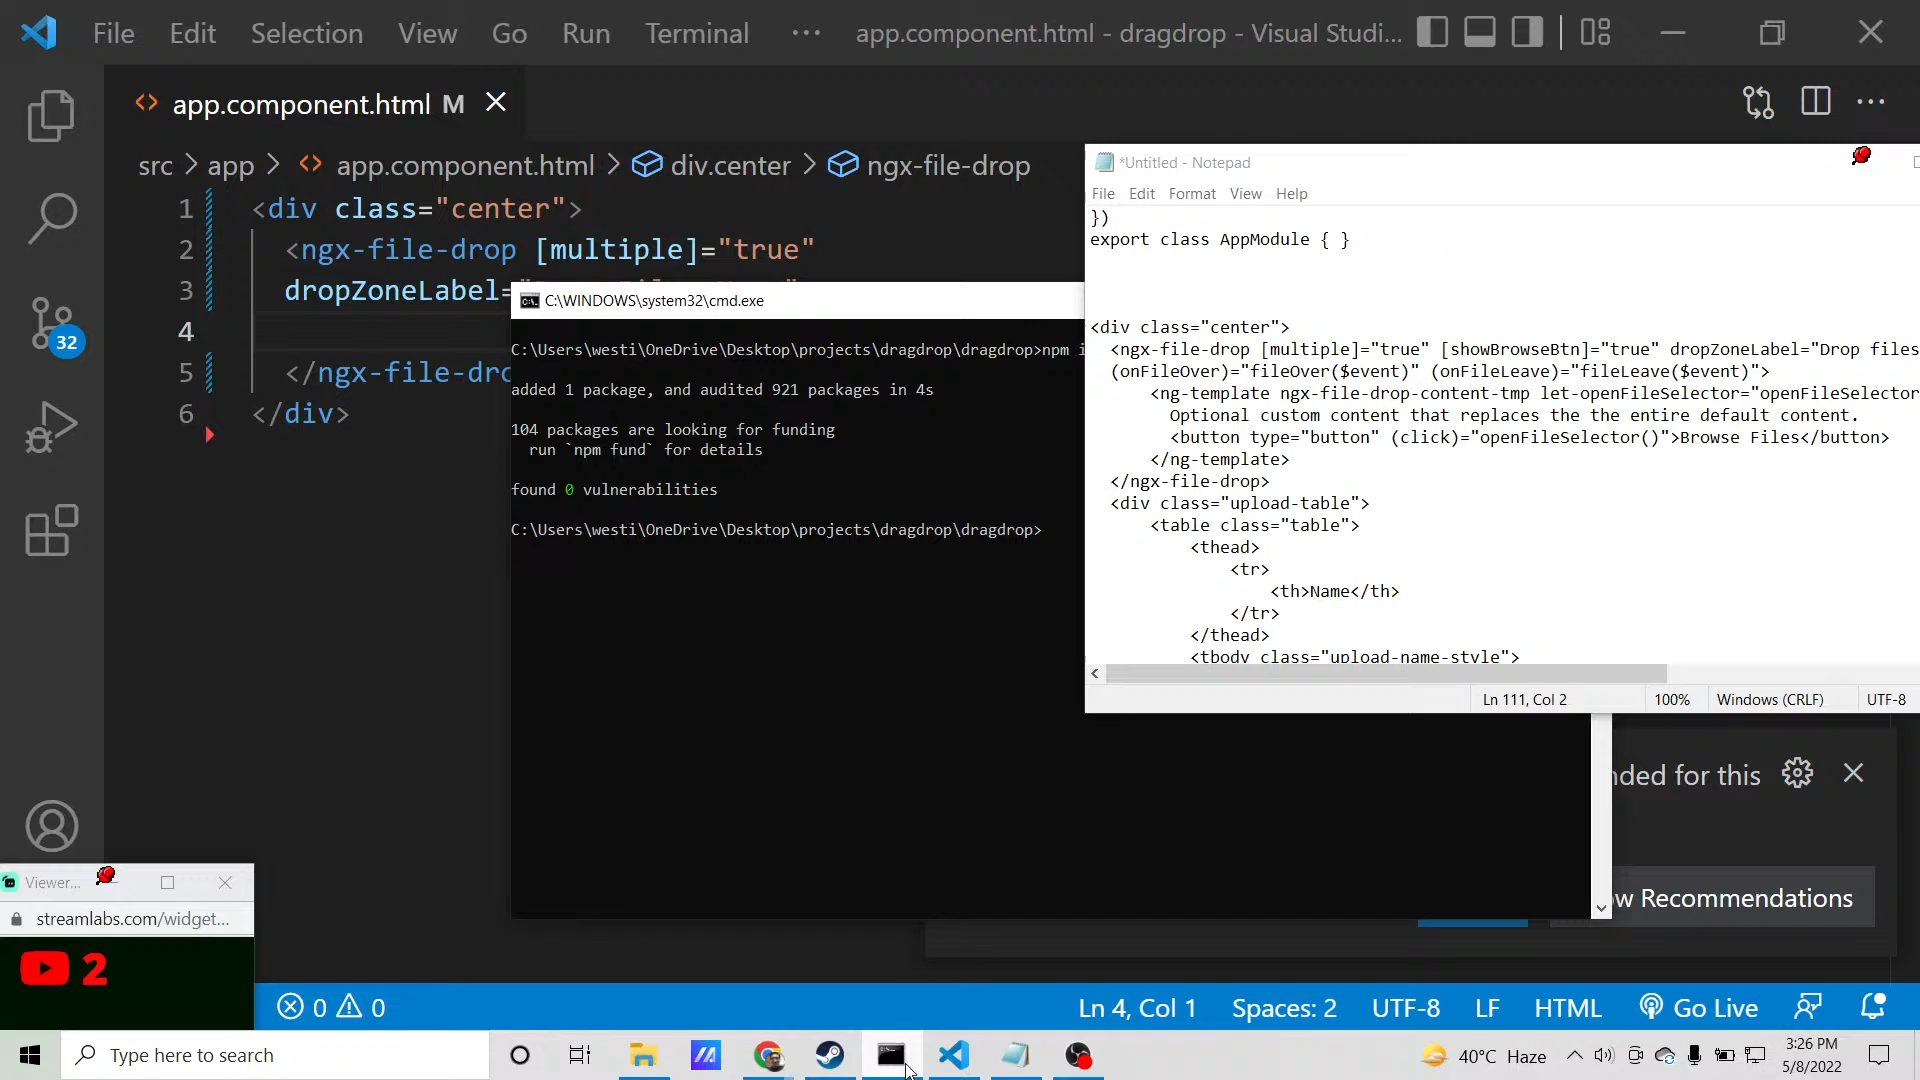 File Edit Selection View Go Run Terminal ··· app.component.html - dragdrop - Visual Studi...
app.component.html M
src > app > app.component.html > div.center > ngx-file-drop
1 <div class="center">
2 <ngx-file-drop [multiple]="true"
3 dropZoneLabel=
4
5 </ngx-file-dro
6 </div>
32
C:\WINDOWS\system32\cmd.exe
C:\Users\westi\OneDrive\Desktop\projects\dragdrop\dragdrop>npm i
added 1 package, and audited 921 packages in 4s
104 packages are looking for funding
run `npm fund` for details
found 0 vulnerabilities
C:\Users\westi\OneDrive\Desktop\projects\dragdrop\dragdrop>
*Untitled - Notepad
File Edit Format View Help
})
export class AppModule { }
<div class="center">
<ngx-file-drop [multiple]="true" [showBrowseBtn]="true" dropZoneLabel="Drop files
(onFileOver)="fileOver($event)" (onFileLeave)="fileLeave($event)">
<ng-template ngx-file-drop-content-tmp let-openFileSelector="openFileSelector
Optional custom content that replaces the the entire default content.
<button type="button" (click)="openFileSelector()">Browse Files</button>
</ng-template>
</ngx-file-drop>
<div class="upload-table">
<table class="table">
<thead>
<tr>
<th>Name</th>
</tr>
</thead>
<tbody class="upload-name-style">
Ln 111, Col 2 100% Windows (CRLF) UTF-8
nded for this
ow Recommendations
Viewer...
streamlabs.com/widget...
2
0 0 Ln 4, Col 1 Spaces: 2 UTF-8 LF HTML Go Live
Type here to search
40°C Haze
3:26 PM
5/8/2022